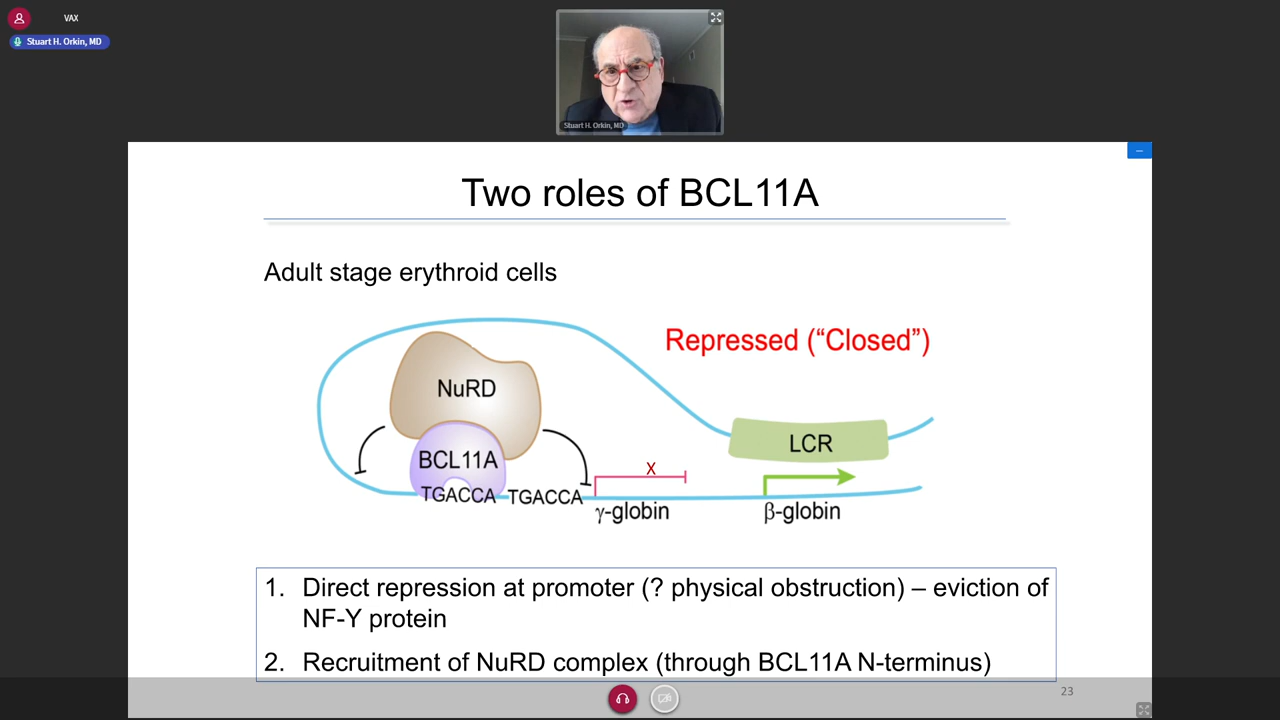 VAX
Stuart H. Orkin, MD
Stuart H. Orkin, MD
Two roles of BCL11A
Adult stage erythroid cells
Repressed (“Closed”)
NuRD
LCR
BCL11A
X
TGACCA TGACCA
γ-globin
β-globin
1. Direct repression at promoter (? physical obstruction) – eviction of
NF-Y protein
2. Recruitment of NuRD complex (through BCL11A N-terminus)
23